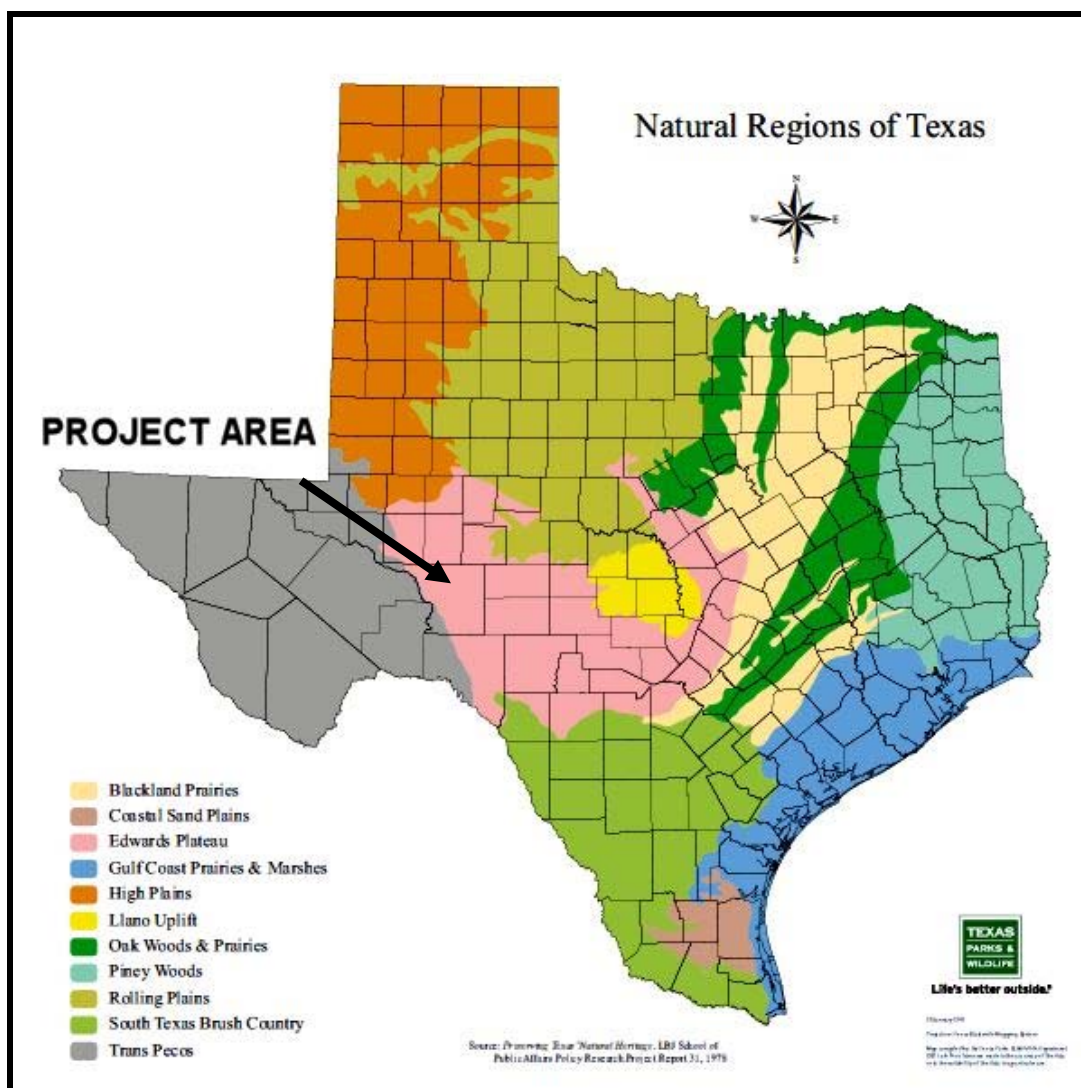 Natural Regions of Texas
N
W
E
S
PROJECT AREA
Blackland Prairies
Coastal Sand Plains
Edwards Plateau
Gulf Coast Prairies & Marshes
High Plains
Llano Uplift
Oak Woods & Prairies
Piney Woods
Rolling Plains
South Texas Brush Country
Trans Pecos
Source: Preserving Texas' Natural Heritage. LBJ School of
Public Affairs Policy Research Project Report 31, 1978
TEXAS
PARKS &
WILDLIFE
Life's better outside.®